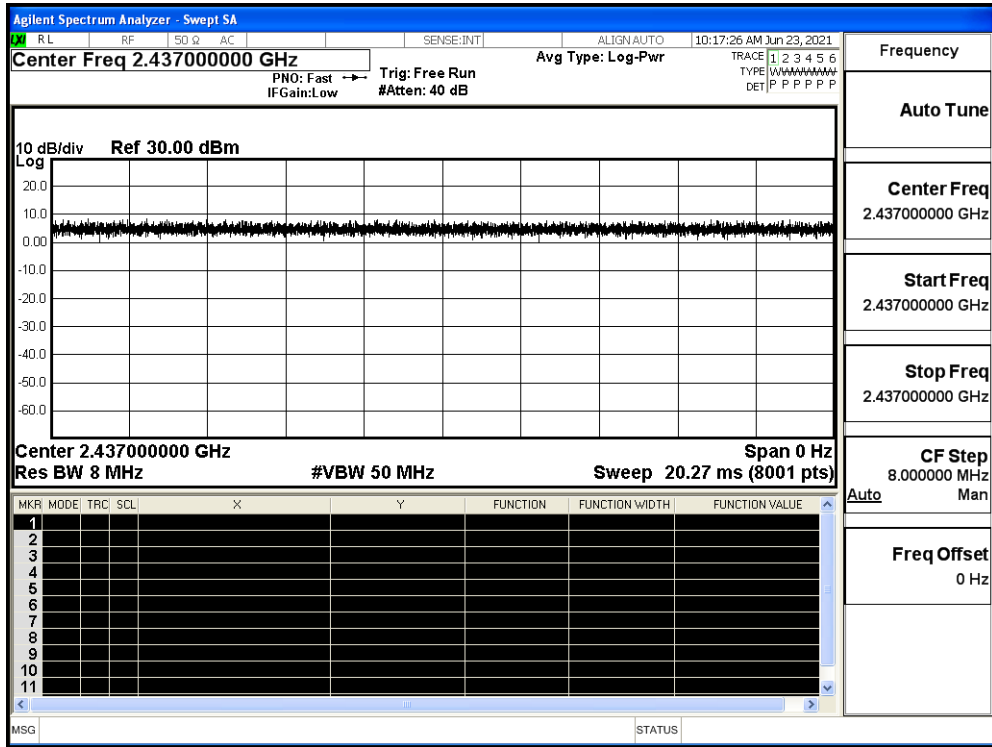 Agilent Spectrum Analyzer - Swept SA
LXI RL RF 50 Ω AC SENSE:INT ALIGNAUTO 10:17:26 AM Jun 23, 2021
Center Freq 2.437000000 GHz
PNO: Fast
IFGain:Low
Trig: Free Run
#Atten: 40 dB
Avg Type: Log-Pwr
TRACE 1 2 3 4 5 6
TYPE
DET P P P P P P
Frequency
Auto Tune
Center Freq
2.437000000 GHz
Start Freq
2.437000000 GHz
Stop Freq
2.437000000 GHz
CF Step
8.000000 MHz
Auto Man
Freq Offset
0 Hz
10 dB/div Ref 30.00 dBm
Log
20.0
10.0
0.00
-10.0
-20.0
-30.0
-40.0
-50.0
-60.0
Center 2.437000000 GHz Span 0 Hz
Res BW 8 MHz #VBW 50 MHz Sweep 20.27 ms (8001 pts)
MKR MODE TRC SCL X Y FUNCTION FUNCTION WIDTH FUNCTION VALUE
1
2
3
4
5
6
7
8
9
10
11
MSG STATUS